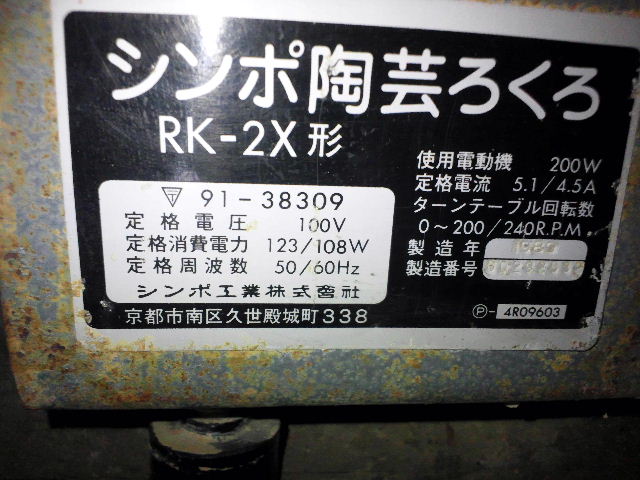 シンポ陶芸ろくろ
RK-2X形
使用電動機 200W
定格電流 5.1/4.5A
ターンテーブル回転数
0~200/240R.P.M
製造年
製造番号
〒 91-38309
定格電圧 100V
定格消費電力 123/108W
定格周波数 50/60Hz
シンポ工業株式会社
京都市南区久世殿城町338
Ⓟ- 4R09603